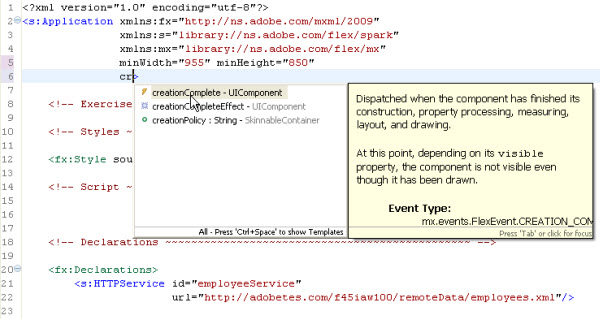 1 <?xml version="1.0" encoding="utf-8"?>
2 <s:Application xmlns:fx="http://ns.adobe.com/mxml/2009"
3 xmlns:s="library://ns.adobe.com/flex/spark"
4 xmlns:mx="library://ns.adobe.com/flex/mx"
5 minWidth="955" minHeight="850"
6 cr>
7 creationComplete - UIComponent
8 <!-- Exercise creationCompleteEffect - UIComponent
9 creationPolicy : String - SkinnableContainer
10 <!-- Styles ~
11
12 <fx:Style sou
13
14 <!-- Script ~
15
16
17 All - Press 'Ctrl+Space' to show Templates
Dispatched when the component has finished its
construction, property processing, measuring,
layout, and drawing.
At this point, depending on its visible
property, the component is not visible even
though it has been drawn.
Event Type:
mx.events.FlexEvent.CREATION_COM
Press 'Tab' or click for focus
18 <!-- Declarations ~~~~~~~~~~~~~~~~~~~~~~~~~~~~~~~~~~~~~~~~~~~~~~~ -->
19
20 <fx:Declarations>
21 <s:HTTPService id="employeeService"
22 url="http://adobetes.com/f45iaw100/remoteData/employees.xml"/>
23